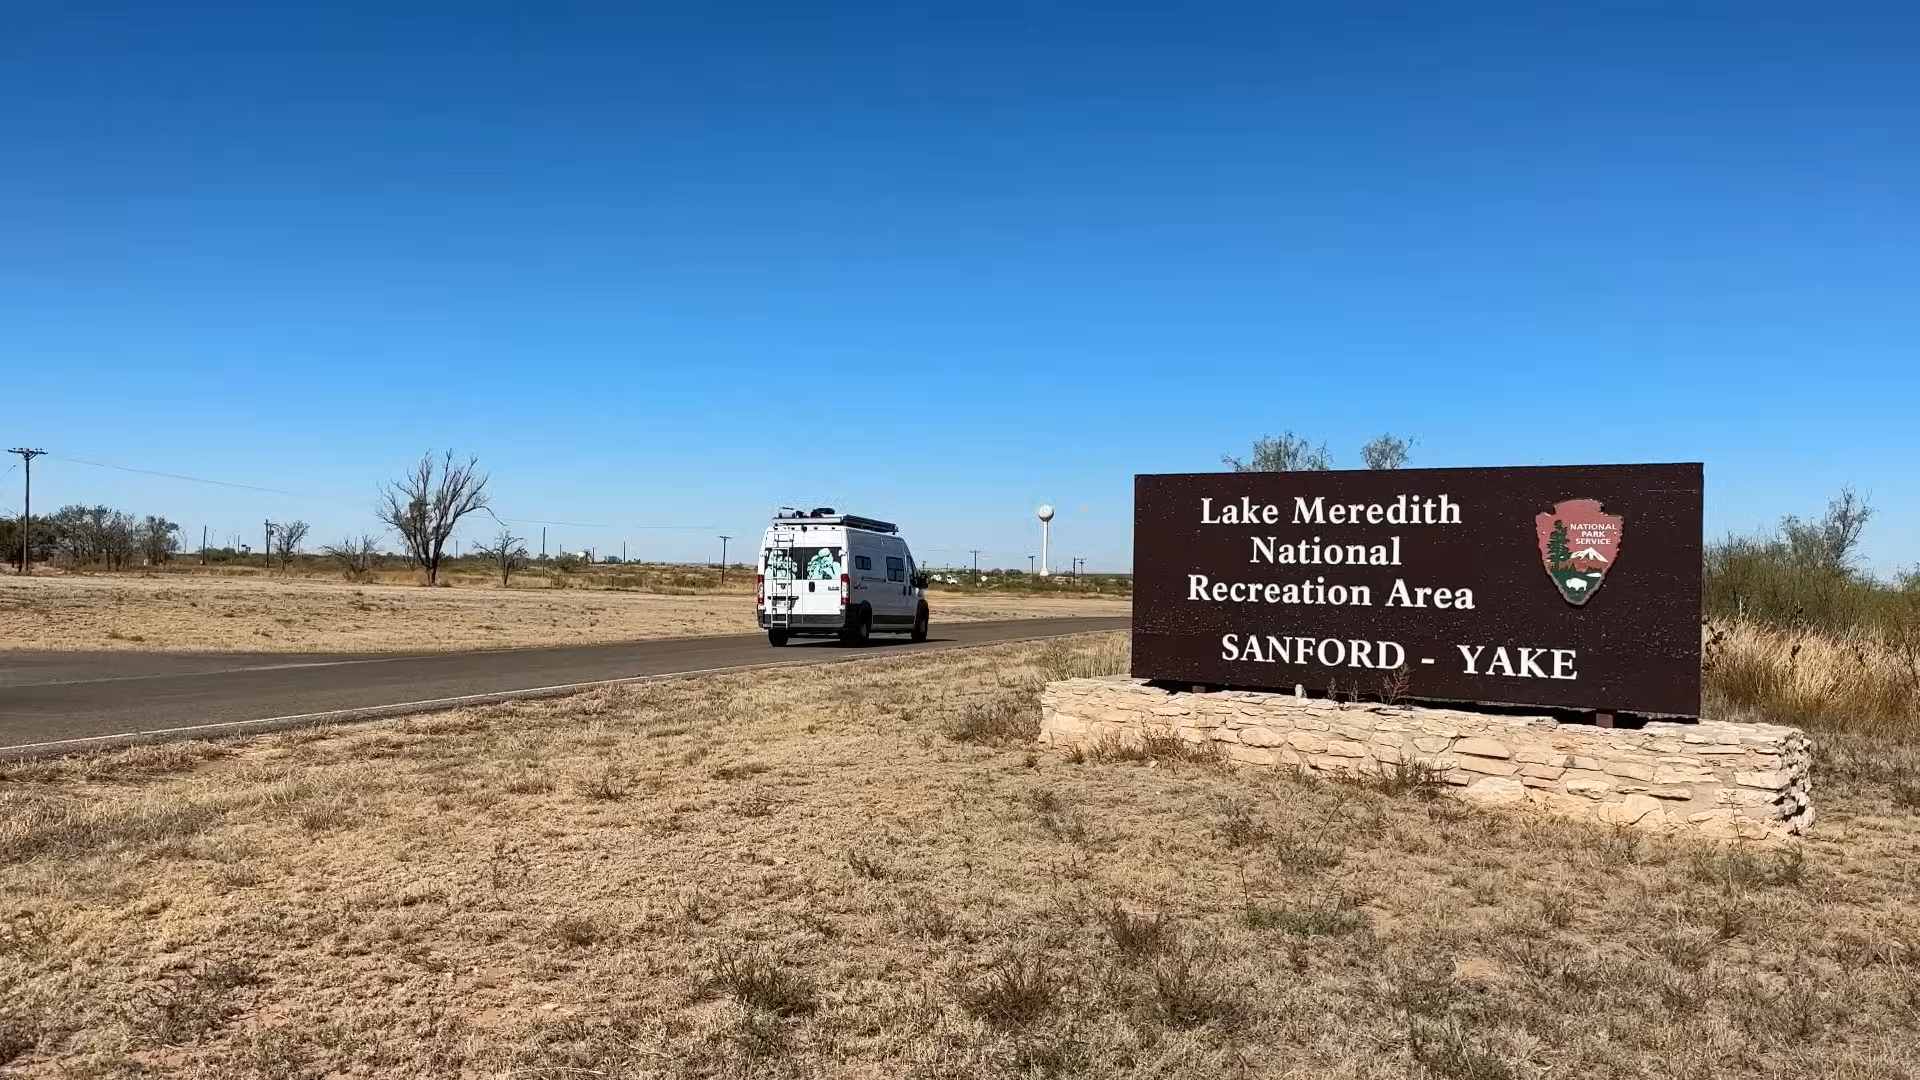 Lake Meredith
National
Recreation Area
SANFORD - YAKE
NATIONAL
PARK
SERVICE